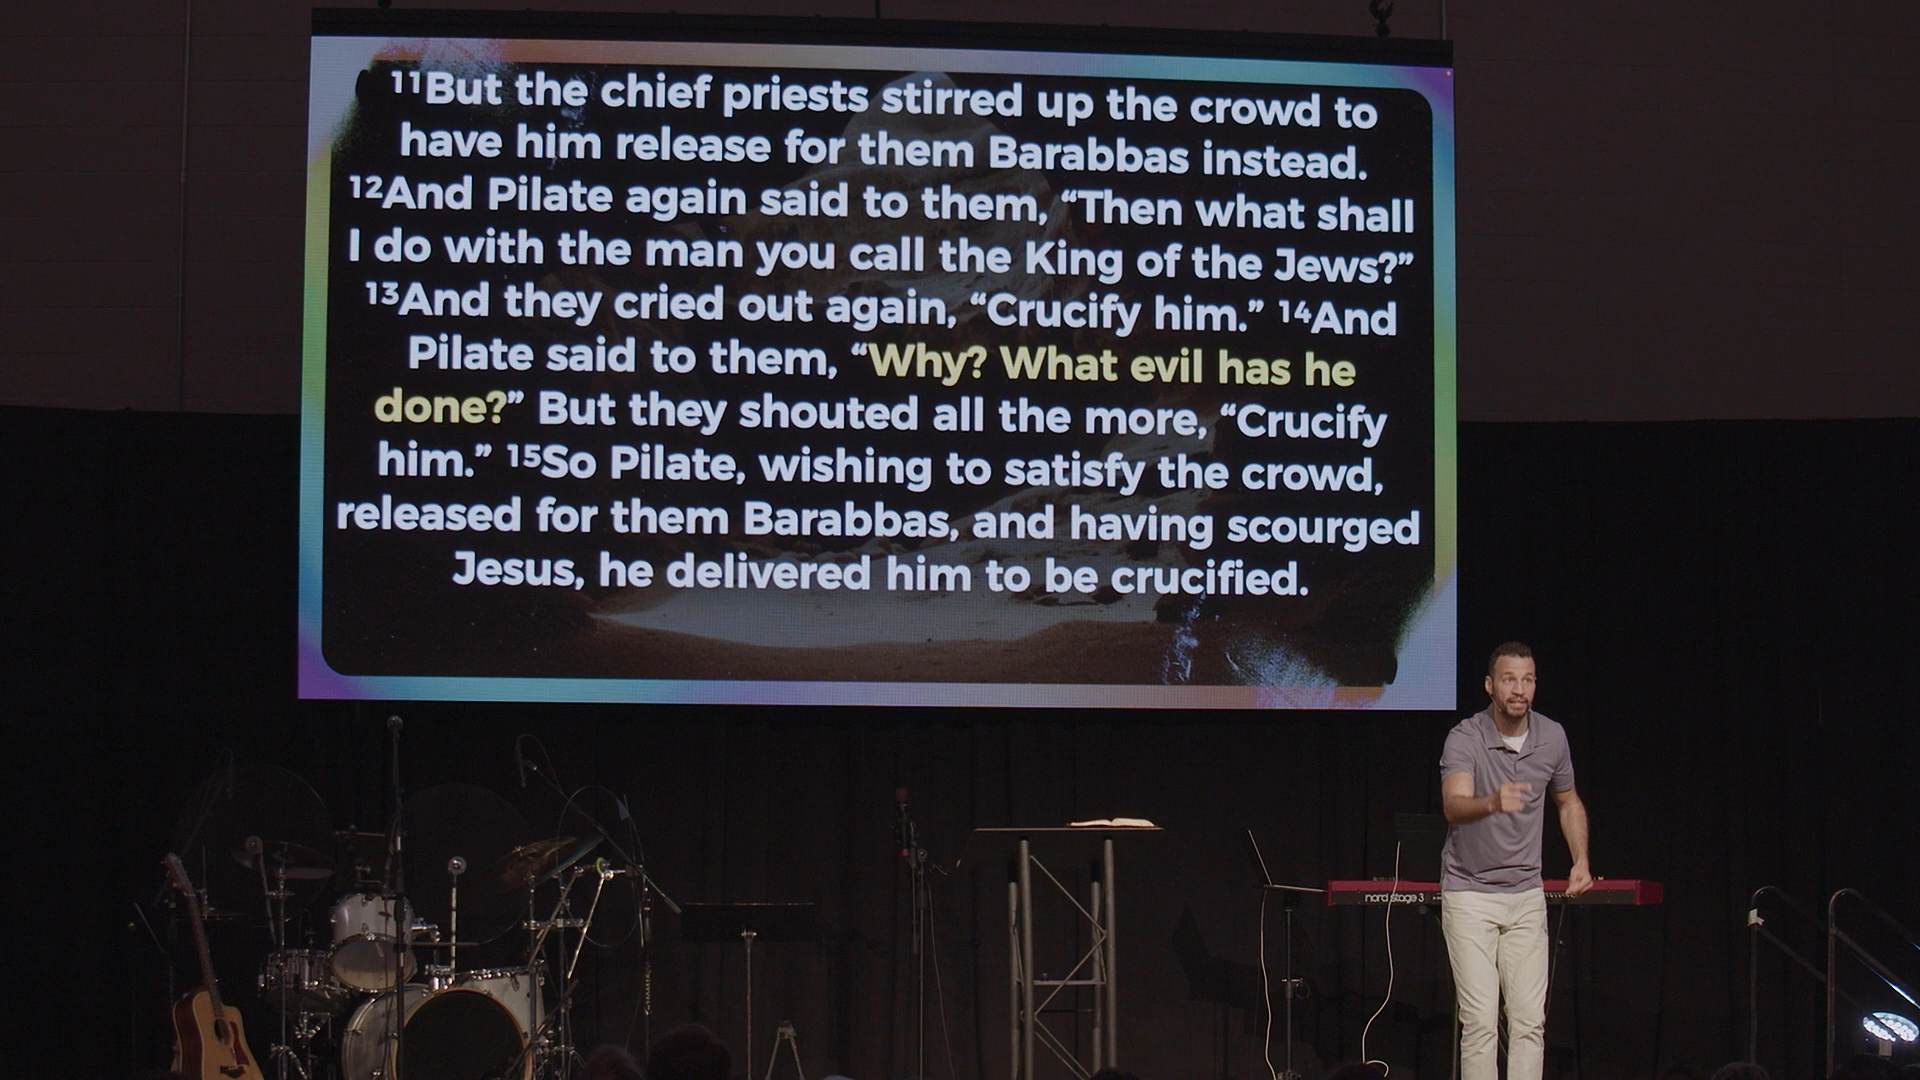 ¹¹But the chief priests stirred up the crowd to
have him release for them Barabbas instead.
¹²And Pilate again said to them, “Then what shall
I do with the man you call the King of the Jews?”
¹³And they cried out again, “Crucify him.” ¹⁴And
Pilate said to them, “Why? What evil has he
done?” But they shouted all the more, “Crucify
him.” ¹⁵So Pilate, wishing to satisfy the crowd,
released for them Barabbas, and having scourged
Jesus, he delivered him to be crucified.
nord stage 3